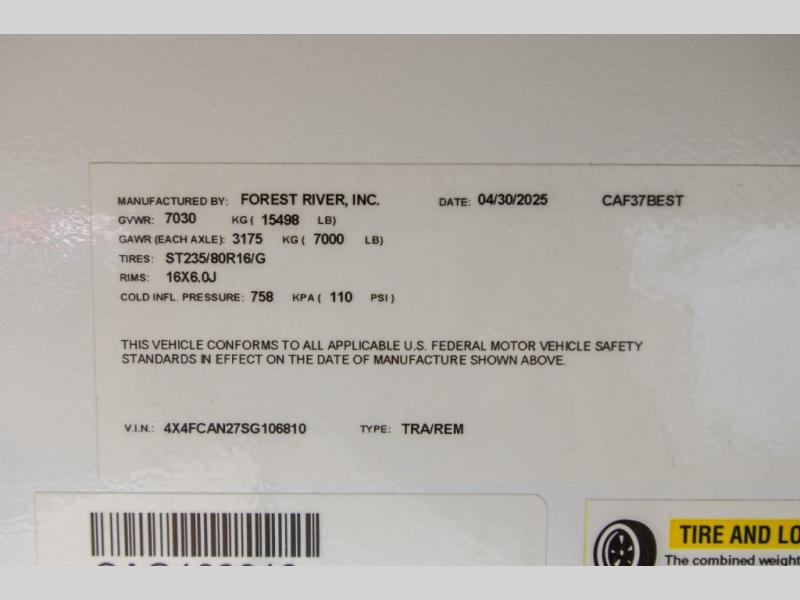 MANUFACTURED BY: FOREST RIVER, INC. DATE: 04/30/2025 CAF37BEST
GVWR: 7030 KG ( 15498 LB)
GAWR (EACH AXLE): 3175 KG ( 7000 LB)
TIRES: ST235/80R16/G
RIMS: 16X6.0J
COLD INFL. PRESSURE: 758 KPA ( 110 PSI )
THIS VEHICLE CONFORMS TO ALL APPLICABLE U.S. FEDERAL MOTOR VEHICLE SAFETY
STANDARDS IN EFFECT ON THE DATE OF MANUFACTURE SHOWN ABOVE.
V.I.N.: 4X4FCAN27SG106810 TYPE: TRA/REM
TIRE AND LO
The combined weight